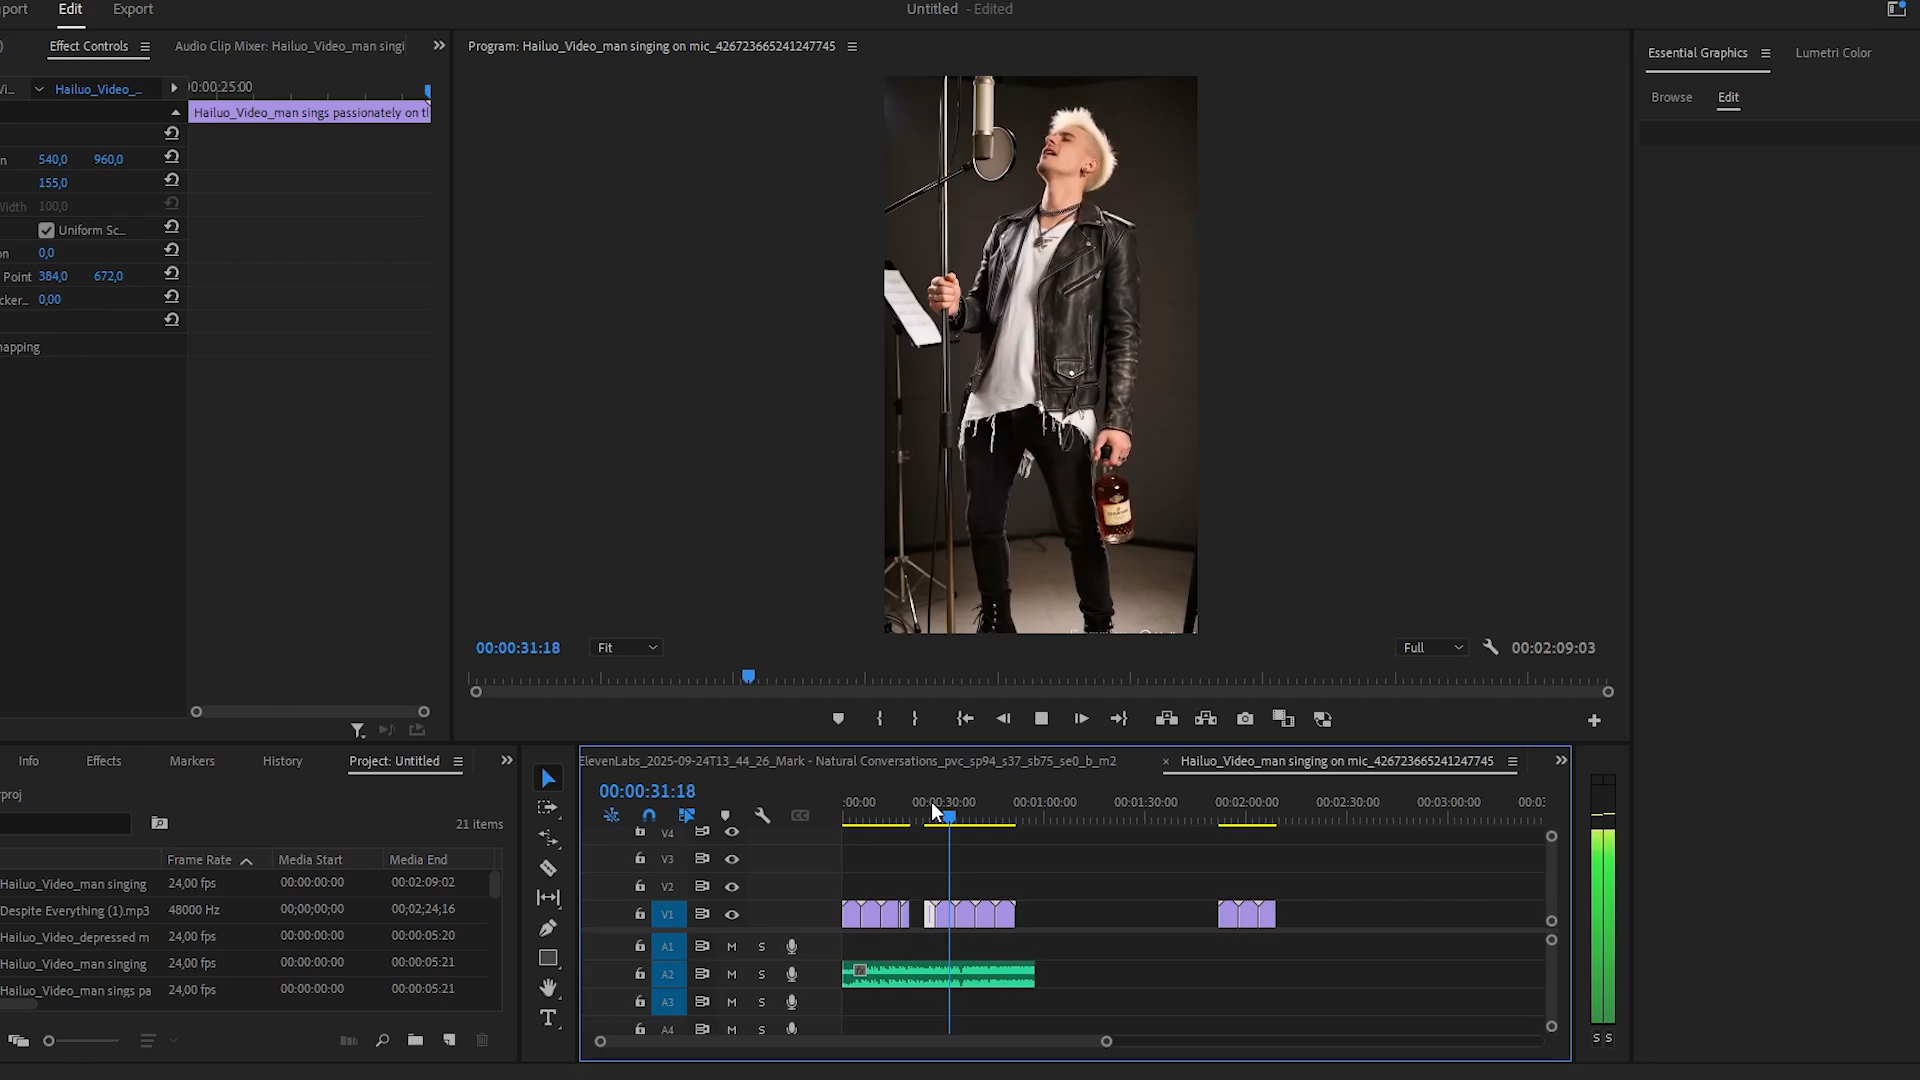 port
Edit
Export
Untitled - Edited
Effect Controls
Audio Clip Mixer: Hailuo_Video_man singi
Program: Hailuo_Video_man singing on mic_426723665241247745
Essential Graphics
Lumetri Color
Browse
Edit
Vi...
Hailuo_Video_...
00:00:25:00
Hailuo_Video_man sings passionately on tl
n
540,0
960,0
155,0
Width
100,0
Uniform Sc...
on
0,0
Point
384,0
672,0
cker...
0,00
napping
00:00:31:18
Fit
Full
00:02:09:03
Info
Effects
Markers
History
Project: Untitled
rproj
21 items
Frame Rate
Media Start
Media End
Hailuo_Video_man singing
24,00 fps
00:00:00:00
00:02:09:02
Despite Everything (1).mp3
48000 Hz
00;00;00;00
00;02;24;16
Hailuo_Video_depressed m
24,00 fps
00:00:00:00
00:00:05:20
Hailuo_Video_man singing
24,00 fps
00:00:00:00
00:00:05:21
Hailuo_Video_man sings pa
24,00 fps
00:00:00:00
00:00:05:21
ElevenLabs_2025-09-24T13_44_26_Mark - Natural Conversations_pvc_sp94_s37_sb75_se0_b_m2
Hailuo_Video_man singing on mic_426723665241247745
00:00:31:18
:00:00
00:00:30:00
00:01:00:00
00:01:30:00
00:02:00:00
00:02:30:00
00:03:00:00
00:03:
V4
V3
V2
V1
A1
M
S
A2
M
S
A3
M
S
A4
M
S
S
S